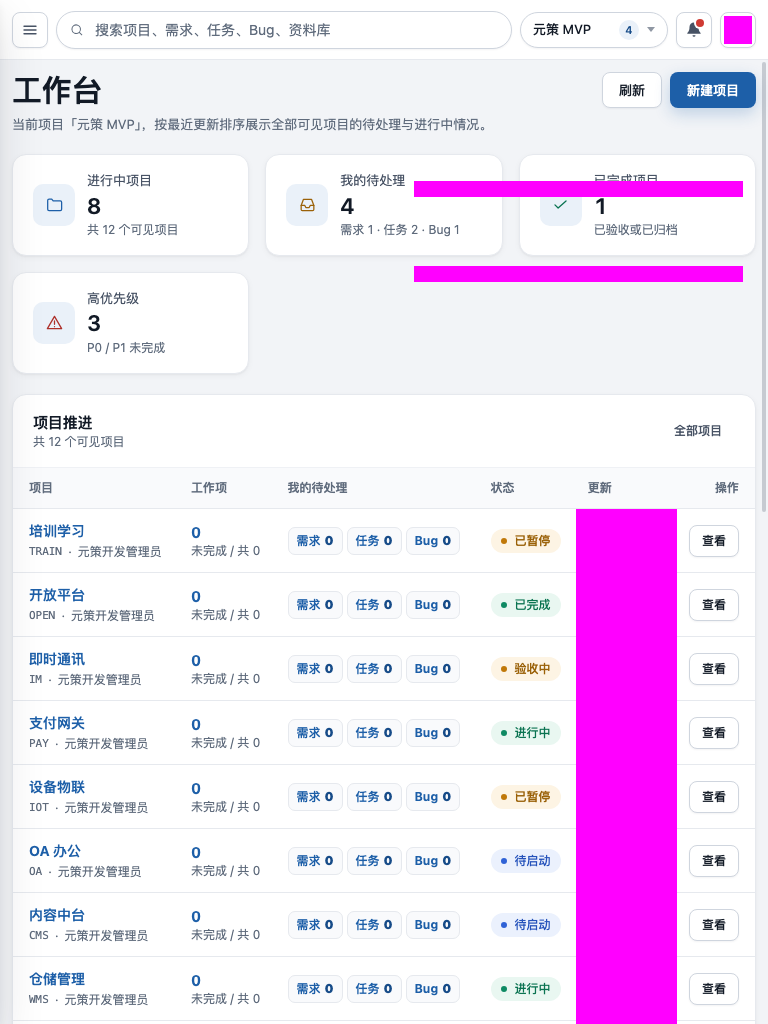 搜索项目、需求、任务、Bug、资料库
元策 MVP 4
工作台
刷新 新建项目
当前项目「元策 MVP」，按最近更新排序展示全部可见项目的待处理与进行中情况。
进行中项目
8
共 12 个可见项目
我的待处理
4
需求 1 · 任务 2 · Bug 1
已完成项目
1
已验收或已归档
高优先级
3
P0 / P1 未完成
项目推进
共 12 个可见项目
全部项目
项目 工作项 我的待处理 状态 更新 操作
培训学习 0 需求 0 任务 0 Bug 0 已暂停 查看
TRAIN · 元策开发管理员 未完成 / 共 0
开放平台 0 需求 0 任务 0 Bug 0 已完成 查看
OPEN · 元策开发管理员 未完成 / 共 0
即时通讯 0 需求 0 任务 0 Bug 0 验收中 查看
IM · 元策开发管理员 未完成 / 共 0
支付网关 0 需求 0 任务 0 Bug 0 进行中 查看
PAY · 元策开发管理员 未完成 / 共 0
设备物联 0 需求 0 任务 0 Bug 0 已暂停 查看
IOT · 元策开发管理员 未完成 / 共 0
OA 办公 0 需求 0 任务 0 Bug 0 待启动 查看
OA · 元策开发管理员 未完成 / 共 0
内容中台 0 需求 0 任务 0 Bug 0 待启动 查看
CMS · 元策开发管理员 未完成 / 共 0
仓储管理 0 需求 0 任务 0 Bug 0 进行中 查看
WMS · 元策开发管理员 未完成 / 共 0